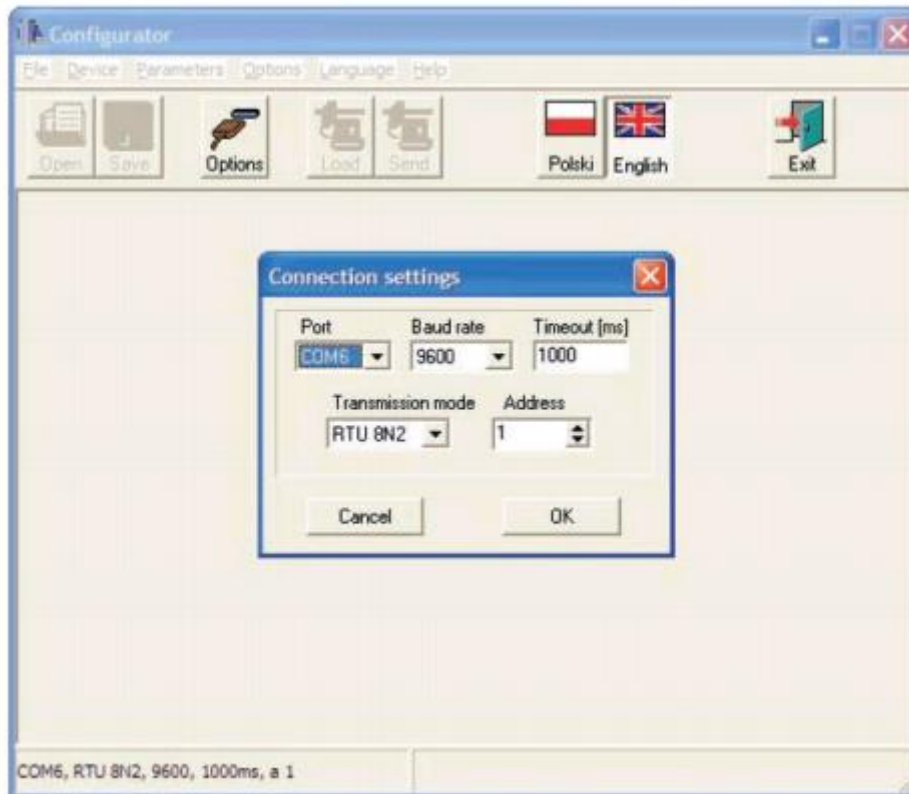 Configurator
File Device Parameters Options Language Help
Open Save Options Load Send Polski English Exit
Connection settings
Port Baud rate Timeout [ms]
COM6 9600 1000
Transmission mode Address
RTU 8N2 1
Cancel OK
COM6, RTU 8N2, 9600, 1000ms, a 1